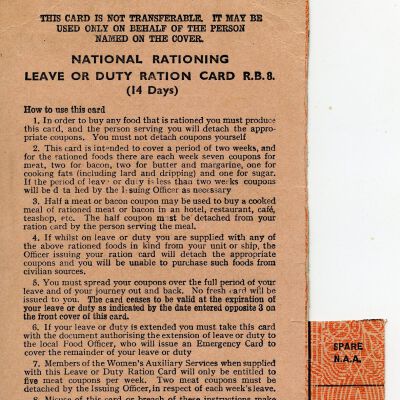 THIS CARD IS NOT TRANSFERABLE. IT MAY BE
USED ONLY ON BEHALF OF THE PERSON
NAMED ON THE COVER.
NATIONAL RATIONING
LEAVE OR DUTY RATION CARD R.B.8.
(14 Days)
How to use this card
1. In order to buy any food that is rationed you must produce
this card, and the person serving you will detach the appro-
priate coupons. You must not detach coupons yourself
2. This card is intended to cover a period of two weeks, and
for the rationed foods there are each week seven coupons for
meat, two for bacon, two for butter and margarine, one for
cooking fats (including lard and dripping) and one for sugar.
If the period of leave or duty is less than two weeks coupons
will be d ta hed by the Issuing Officer as necessary
3. Half a meat or bacon coupon may be used to buy a cooked
meal of rationed meat or bacon in an hotel, restaurant, café,
teashop, etc. The half coupon m st be detached from your
ration card by the person serving the meal.
4. If whilst on leave or duty you are supplied with any of
the above rationed foods in kind from your unit or ship, the
Officer issuing your ration card will detach the appropriate
coupons and you will be unable to purchase such foods from
civilian sources.
5. You must spread your coupons over the full period of your
leave and of your journey out and back. No fresh card will be
issued to you. The card ceases to be valid at the expiration of
your leave or duty as indicated by the date entered opposite 3 on
the front cover of this card.
6. If your leave or duty is extended you must take this card
with the document authorising the extension of leave or duty to
the local Food Officer, who will issue an Emergency Card to
cover the remainder of your leave or duty
7. Members of the Women's Auxiliary Services when supplied
with this Leave or Duty Ration Card will only be entitled to
five meat coupons per week. Two meat coupons must be
detached by the Issuing Officer, in respect of each week's leave.
8. Misuse of this card or breach of these instructions make
SPARE
N.A.A.